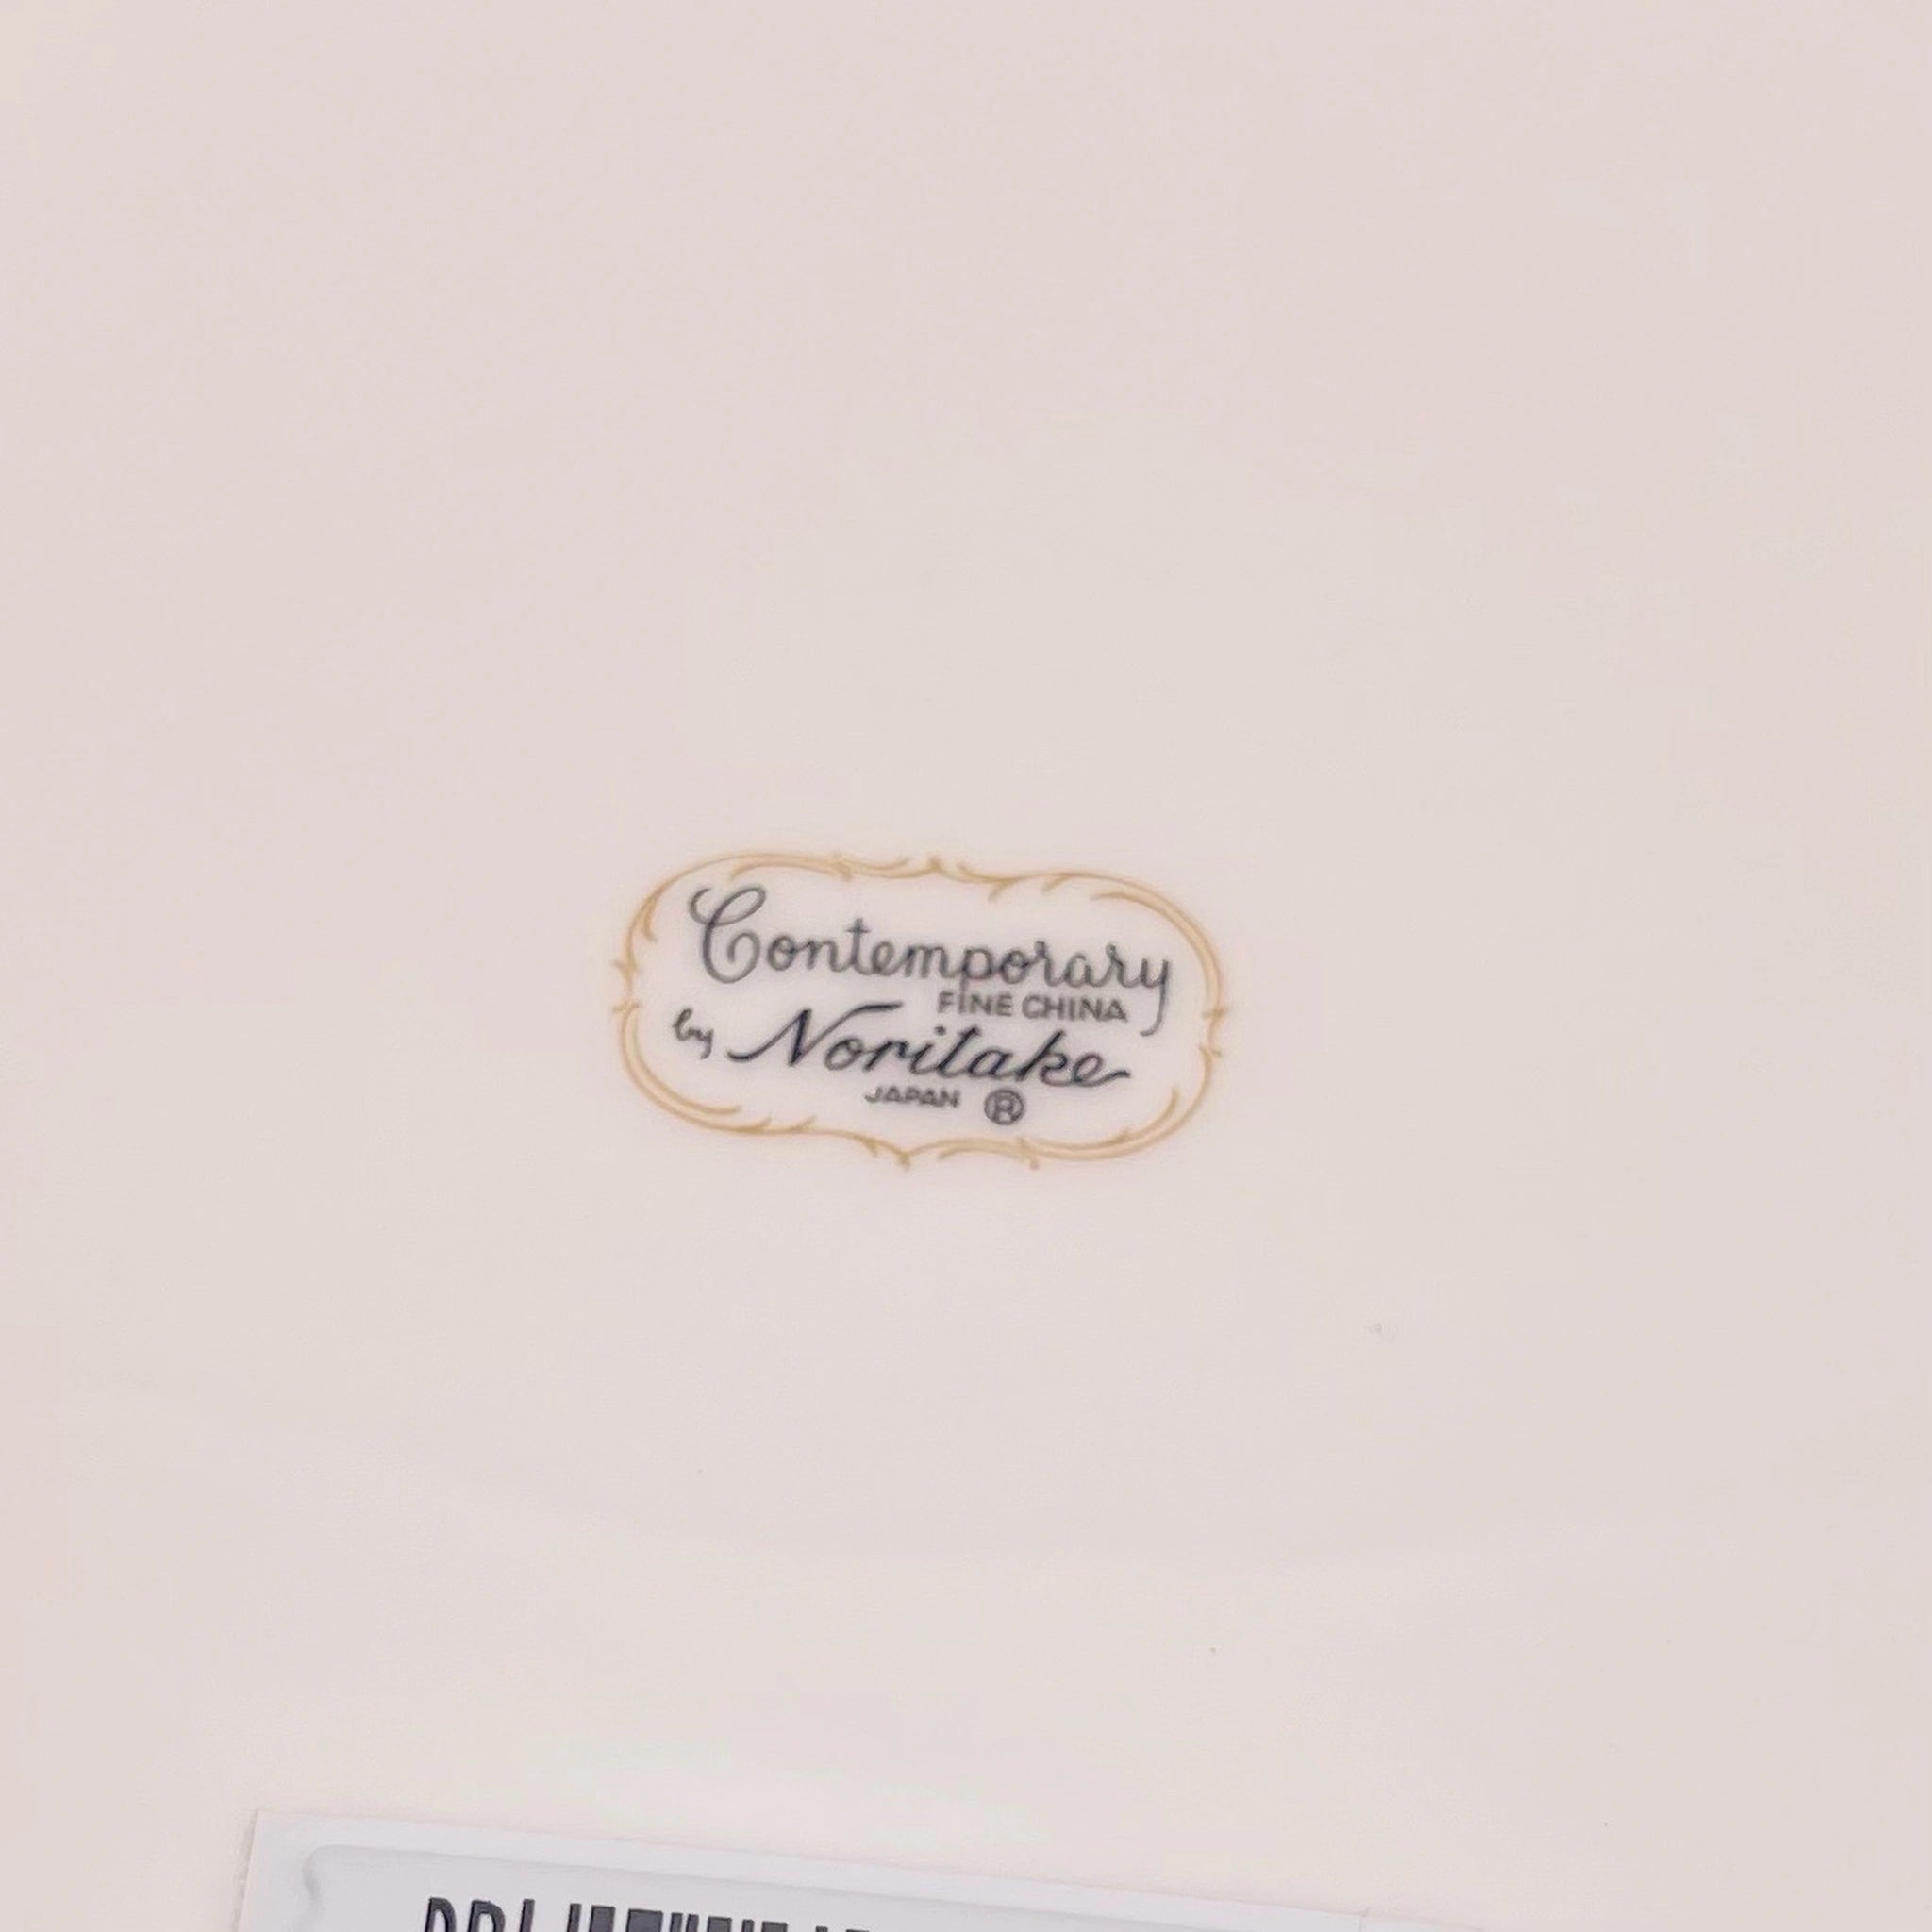 Contemporary
FINE CHINA
by Noritake
JAPAN ®